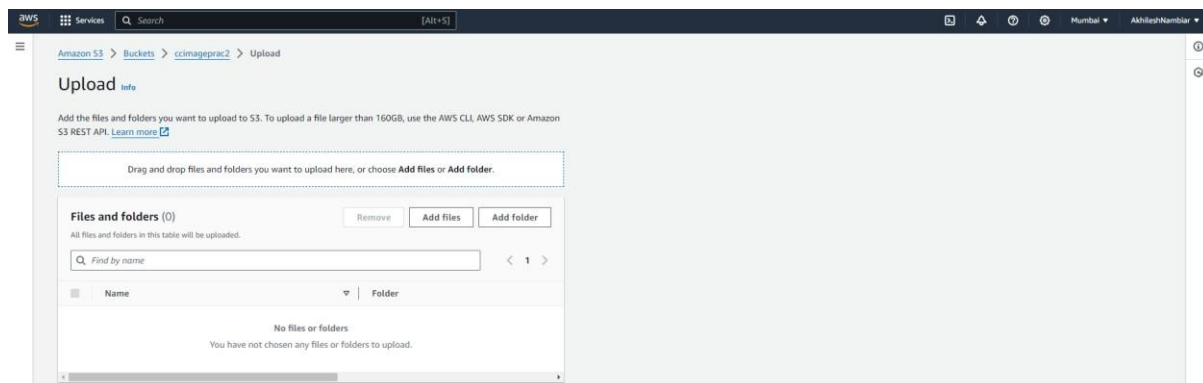 aws
Services
Search
[Alt+S]
Mumbai
AkhileshNambiar
Amazon S3 > Buckets > ccimageprac2 > Upload
Upload Info
Add the files and folders you want to upload to S3. To upload a file larger than 160GB, use the AWS CLI, AWS SDK or Amazon
S3 REST API. Learn more
Drag and drop files and folders you want to upload here, or choose Add files or Add folder.
Files and folders (0)
Remove
Add files
Add folder
All files and folders in this table will be uploaded.
Find by name
< 1 >
Name
Folder
No files or folders
You have not chosen any files or folders to upload.